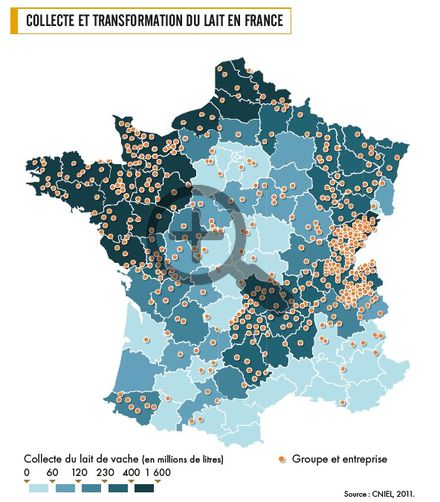 COLLECTE ET TRANSFORMATION DU LAIT EN FRANCE
Collecte du lait de vache (en millions de litres)
0 60 120 230 400 1 600
Groupe et entreprise
Source : CNIEL, 2011.